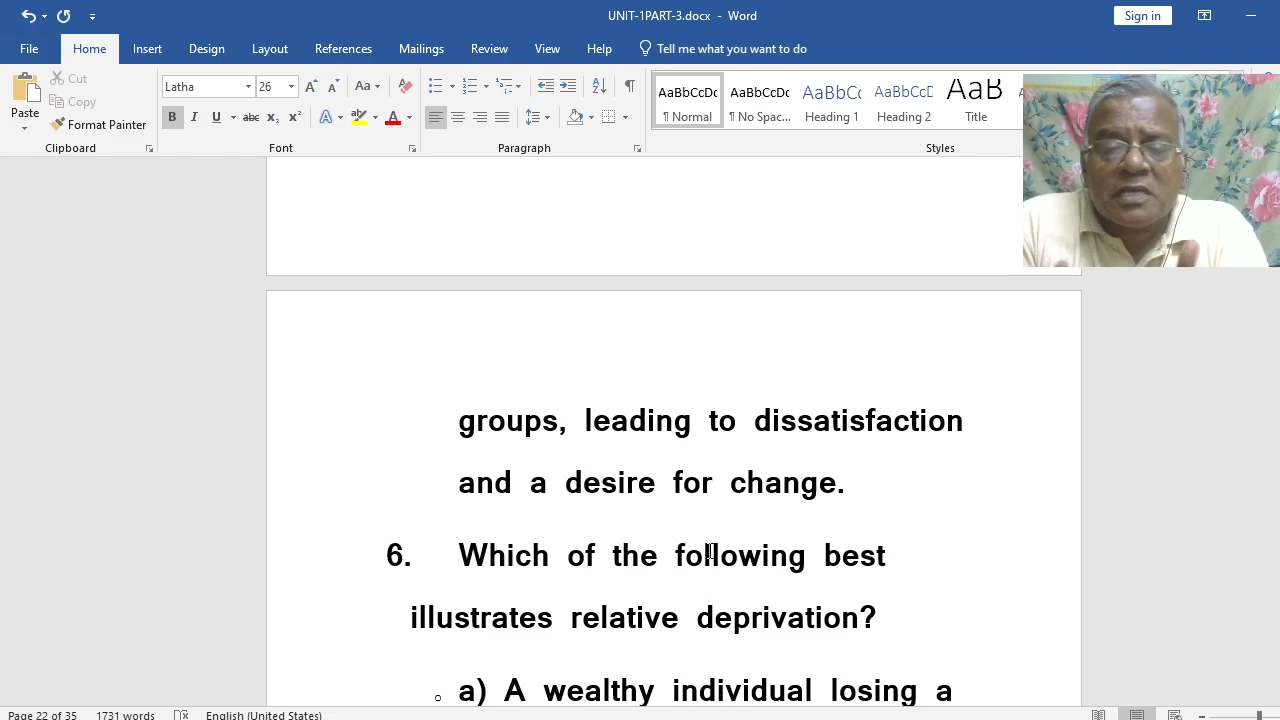 UNIT-1PART-3.docx - Word
Sign in
File Home Insert Design Layout References Mailings Review View Help Tell me what you want to do
Paste
Cut
Copy
Format Painter
Clipboard
Latha 26
Font
Paragraph
AaBbCcDc AaBbCcDc AaBbCc AaBbCcD AaB
¶ Normal ¶ No Spac... Heading 1 Heading 2 Title
Styles
groups, leading to dissatisfaction
and a desire for change.
6. Which of the following best
illustrates relative deprivation?
a) A wealthy individual losing a
Page 22 of 35 1731 words English (United States)